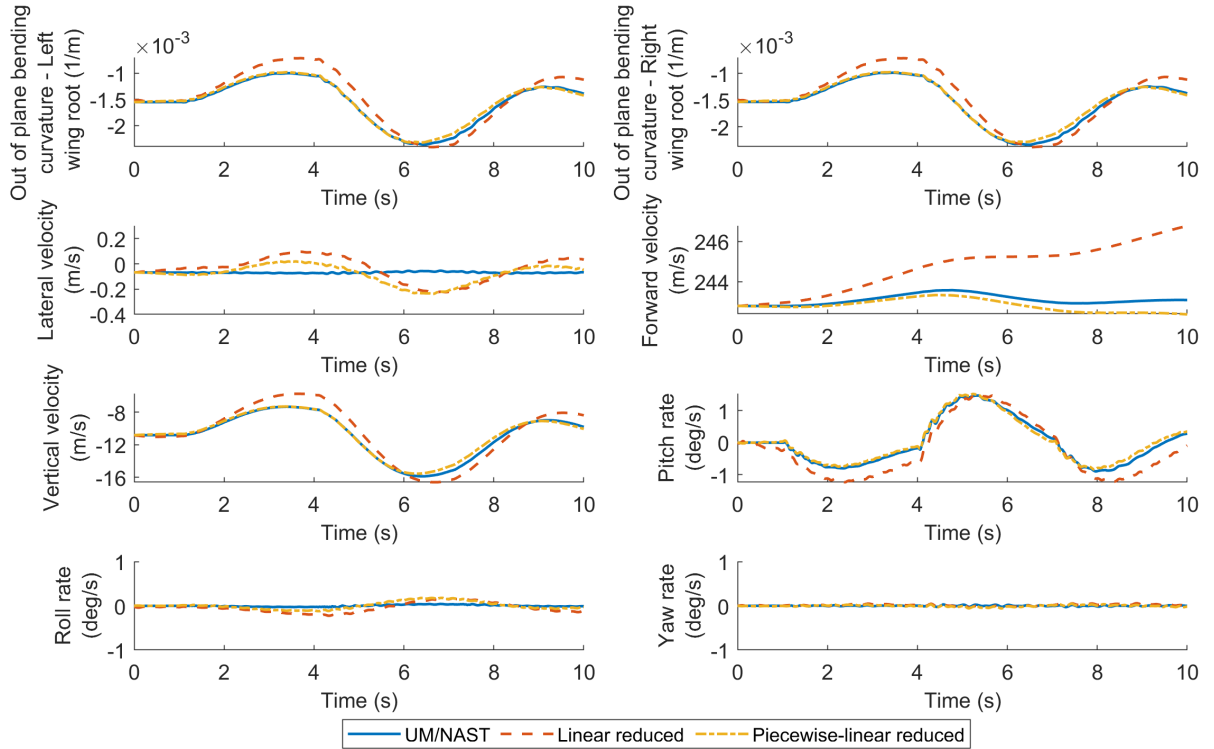 ×10⁻³
Out of plane bending
curvature - Left
wing root (1/m)
-1
-1.5
-2
0 2 4 6 8 10
Time (s)
×10⁻³
Out of plane bending
curvature - Right
wing root (1/m)
-1
-1.5
-2
0 2 4 6 8 10
Time (s)
Lateral velocity
(m/s)
0.2
0
-0.2
-0.4
0 2 4 6 8 10
Time (s)
Forward velocity
(m/s)
246
244
0 2 4 6 8 10
Time (s)
Vertical velocity
(m/s)
-8
-12
-16
0 2 4 6 8 10
Time (s)
Pitch rate
(deg/s)
1
0
-1
0 2 4 6 8 10
Time (s)
Roll rate
(deg/s)
1
0
-1
0 2 4 6 8 10
Time (s)
Yaw rate
(deg/s)
1
0
-1
0 2 4 6 8 10
Time (s)
UM/NAST Linear reduced Piecewise-linear reduced